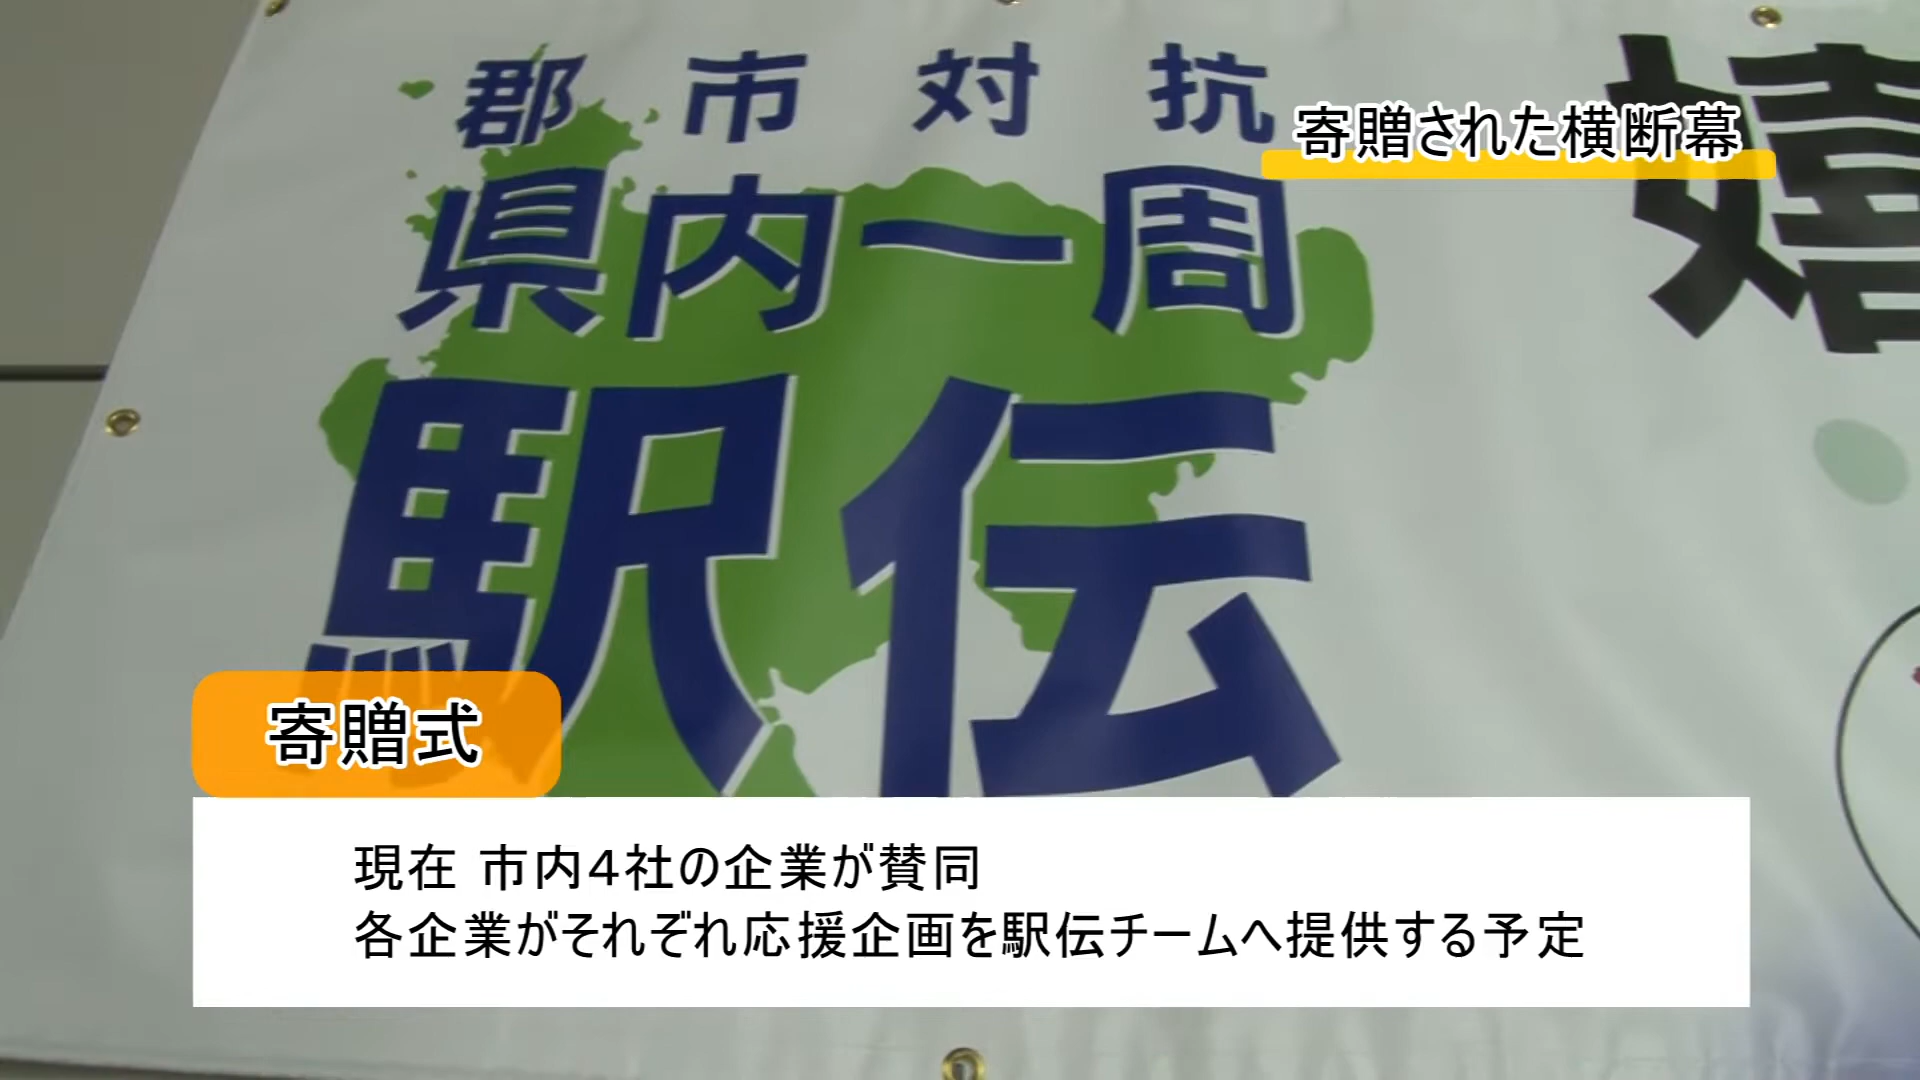 郡市対抗
県内一周
駅伝
嬉
寄贈された横断幕
寄贈式
現在 市内4社の企業が賛同
各企業がそれぞれ応援企画を駅伝チームへ提供する予定